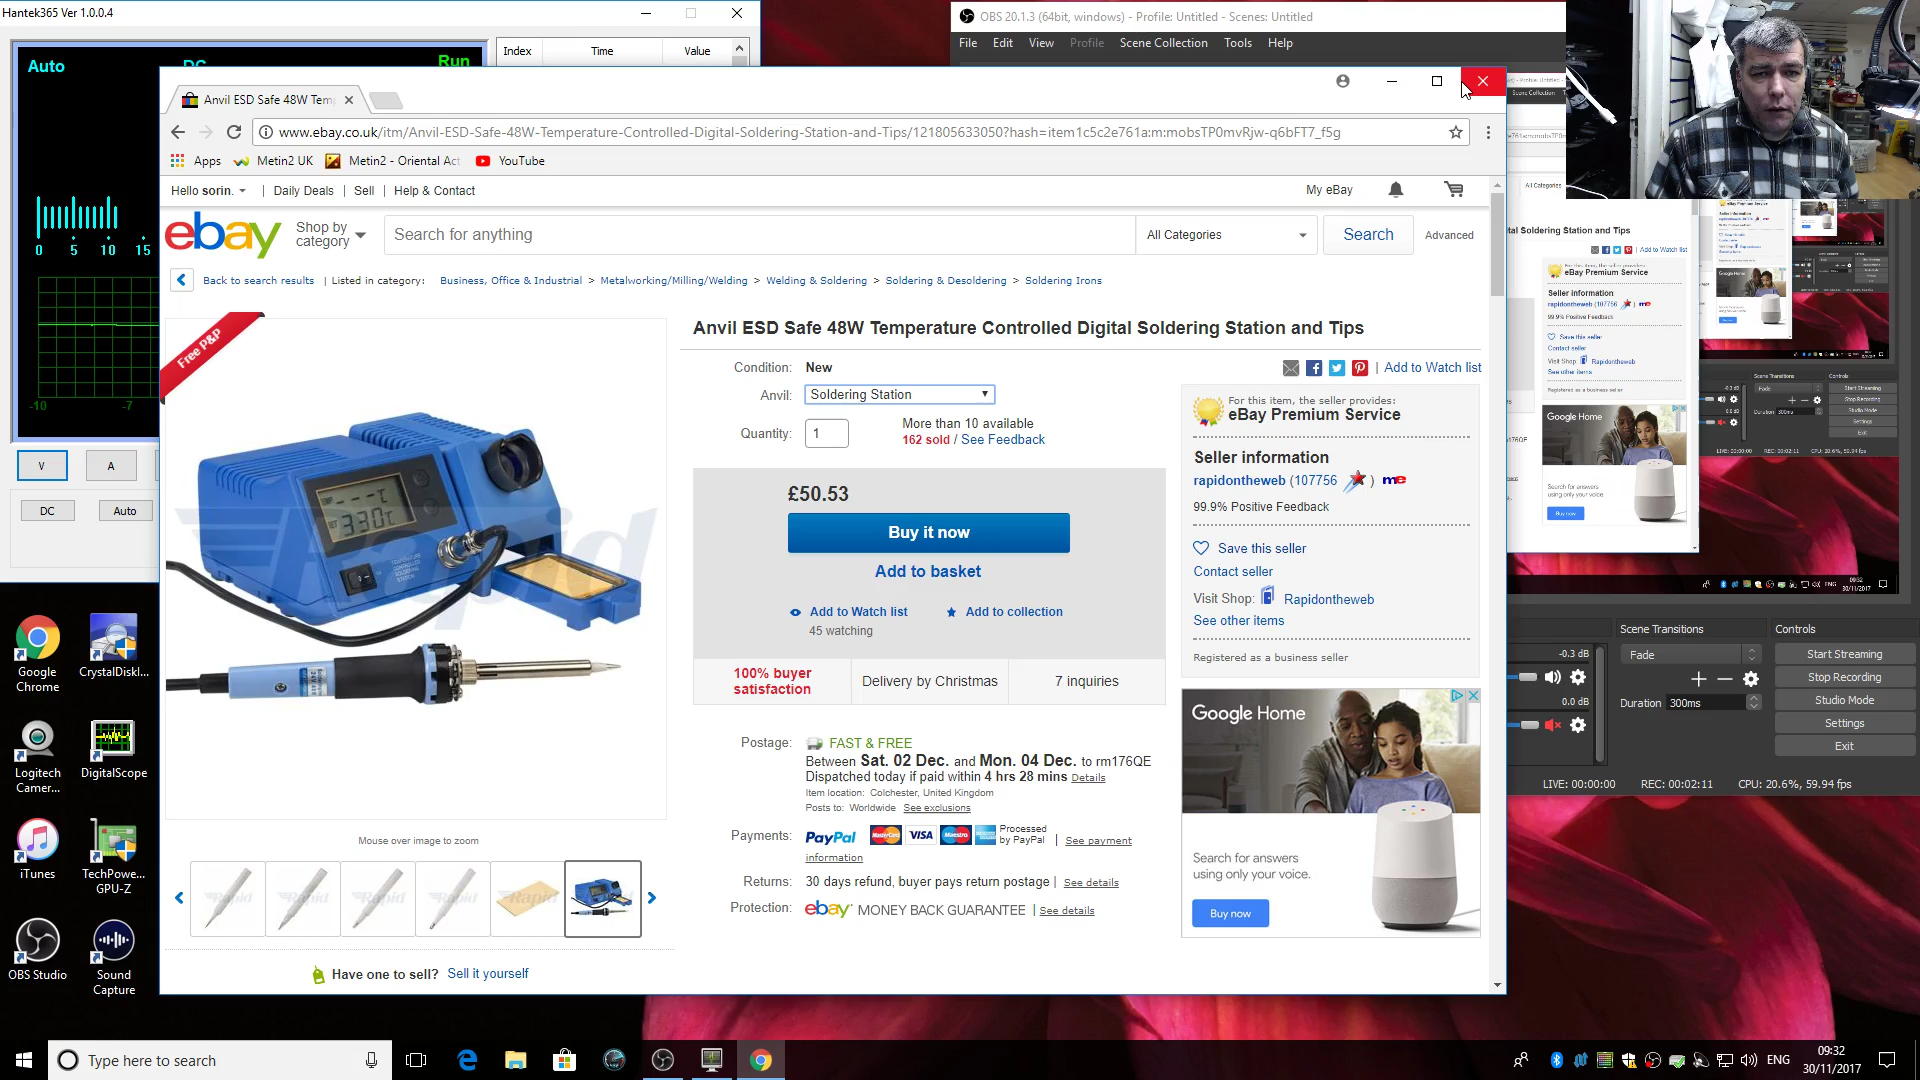 Hantek365 Ver 1.0.0.4
Auto
DC
Run
Index
Time
Value
0 5 10 15
-10 -7
V
A
DC
Auto
OBS 20.1.3 (64bit, windows) - Profile: Untitled - Scenes: Untitled
File Edit View Profile Scene Collection Tools Help
Anvil ESD Safe 48W Tem
www.ebay.co.uk/itm/Anvil-ESD-Safe-48W-Temperature-Controlled-Digital-Soldering-Station-and-Tips/121805633050?hash=item1c5c2e761a:m:mobsTP0mvRjw-q6bFT7_f5g
Apps Metin2 UK Metin2 - Oriental Act YouTube
Hello sorin. | Daily Deals | Sell | Help & Contact
My eBay
ebay
Shop by category
Search for anything
All Categories
Search
Advanced
Back to search results | Listed in category: Business, Office & Industrial > Metalworking/Milling/Welding > Welding & Soldering > Soldering & Desoldering > Soldering Irons
Free P&P
Anvil ESD Safe 48W Temperature Controlled Digital Soldering Station and Tips
Condition: New
| Add to Watch list
Anvil: Soldering Station
Quantity: 1
More than 10 available
162 sold / See Feedback
£50.53
Buy it now
Add to basket
Add to Watch list
Add to collection
45 watching
100% buyer satisfaction
Delivery by Christmas
7 inquiries
For this item, the seller provides:
eBay Premium Service
Seller information
rapidontheweb (107756 ) me
99.9% Positive Feedback
Save this seller
Contact seller
Visit Shop: Rapidontheweb
See other items
Registered as a business seller
Rapid
330℃
Mouse over image to zoom
Postage: FAST & FREE
Between Sat. 02 Dec. and Mon. 04 Dec. to rm176QE
Dispatched today if paid within 4 hrs 28 mins Details
Item location: Colchester, United Kingdom
Posts to: Worldwide See exclusions
Payments: PayPal MasterCard VISA Maestro Processed by PayPal | See payment information
Returns: 30 days refund, buyer pays return postage | See details
Protection: ebay MONEY BACK GUARANTEE | See details
Have one to sell? Sell it yourself
Google Home
Search for answers
using only your voice.
Buy now
Google Chrome
CrystalDiskI...
Logitech Camer...
DigitalScope
iTunes
TechPowe... GPU-Z
OBS Studio
Sound Capture
-0.3 dB
0.0 dB
Scene Transitions
Fade
Duration 300ms
Controls
Start Streaming
Stop Recording
Studio Mode
Settings
Exit
LIVE: 00:00:00 REC: 00:02:11 CPU: 20.6%, 59.94 fps
Type here to search
ENG
09:32
30/11/2017